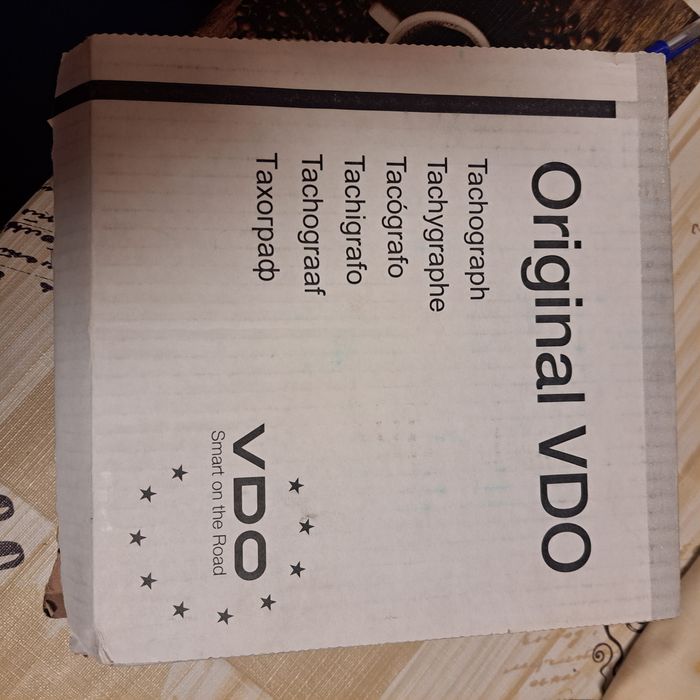 Original VDO
Tachograph
Tachygraphe
Tacógrafo
Tachigrafo
Tachograaf
Тахограф
VDO
Smart on the Road